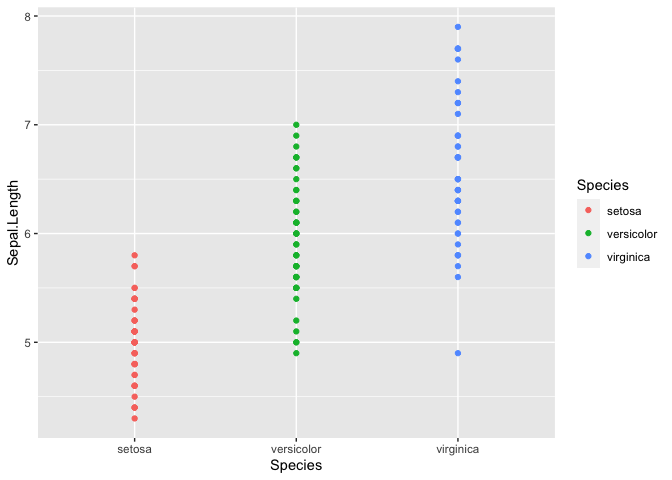 8
7
6
5
Sepal.Length
setosa
versicolor
virginica
Species
Species
setosa
versicolor
virginica